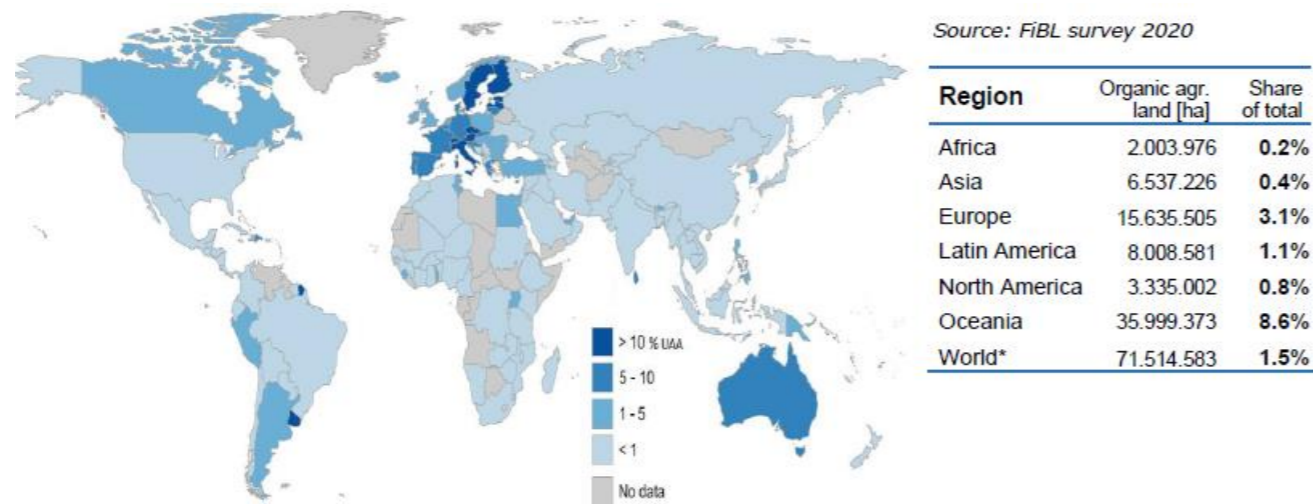 Source: FiBL survey 2020
Region Organic agr. land [ha] Share of total
Africa 2.003.976 0.2%
Asia 6.537.226 0.4%
Europe 15.635.505 3.1%
Latin America 8.008.581 1.1%
North America 3.335.002 0.8%
Oceania 35.999.373 8.6%
World* 71.514.583 1.5%
> 10 % UAA
5 - 10
1 - 5
< 1
No data